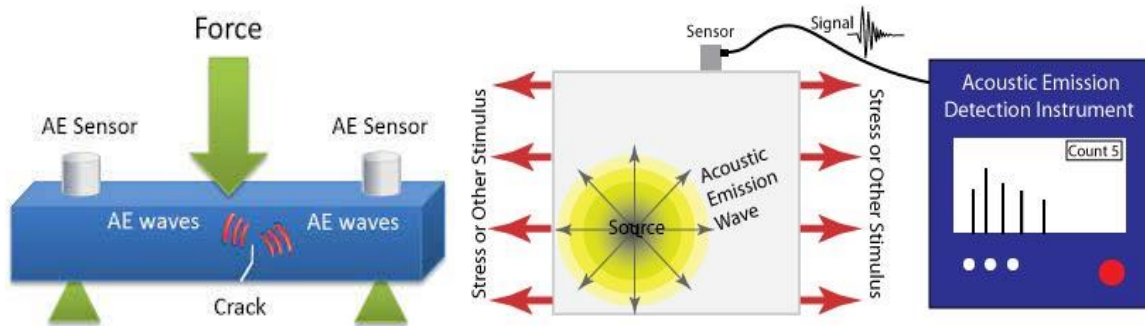 Force
AE Sensor
AE Sensor
AE waves
AE waves
Crack
Stress or Other Stimulus
Sensor
Signal
Source
Acoustic
Emission
Wave
Stress or Other Stimulus
Acoustic Emission
Detection Instrument
Count 5